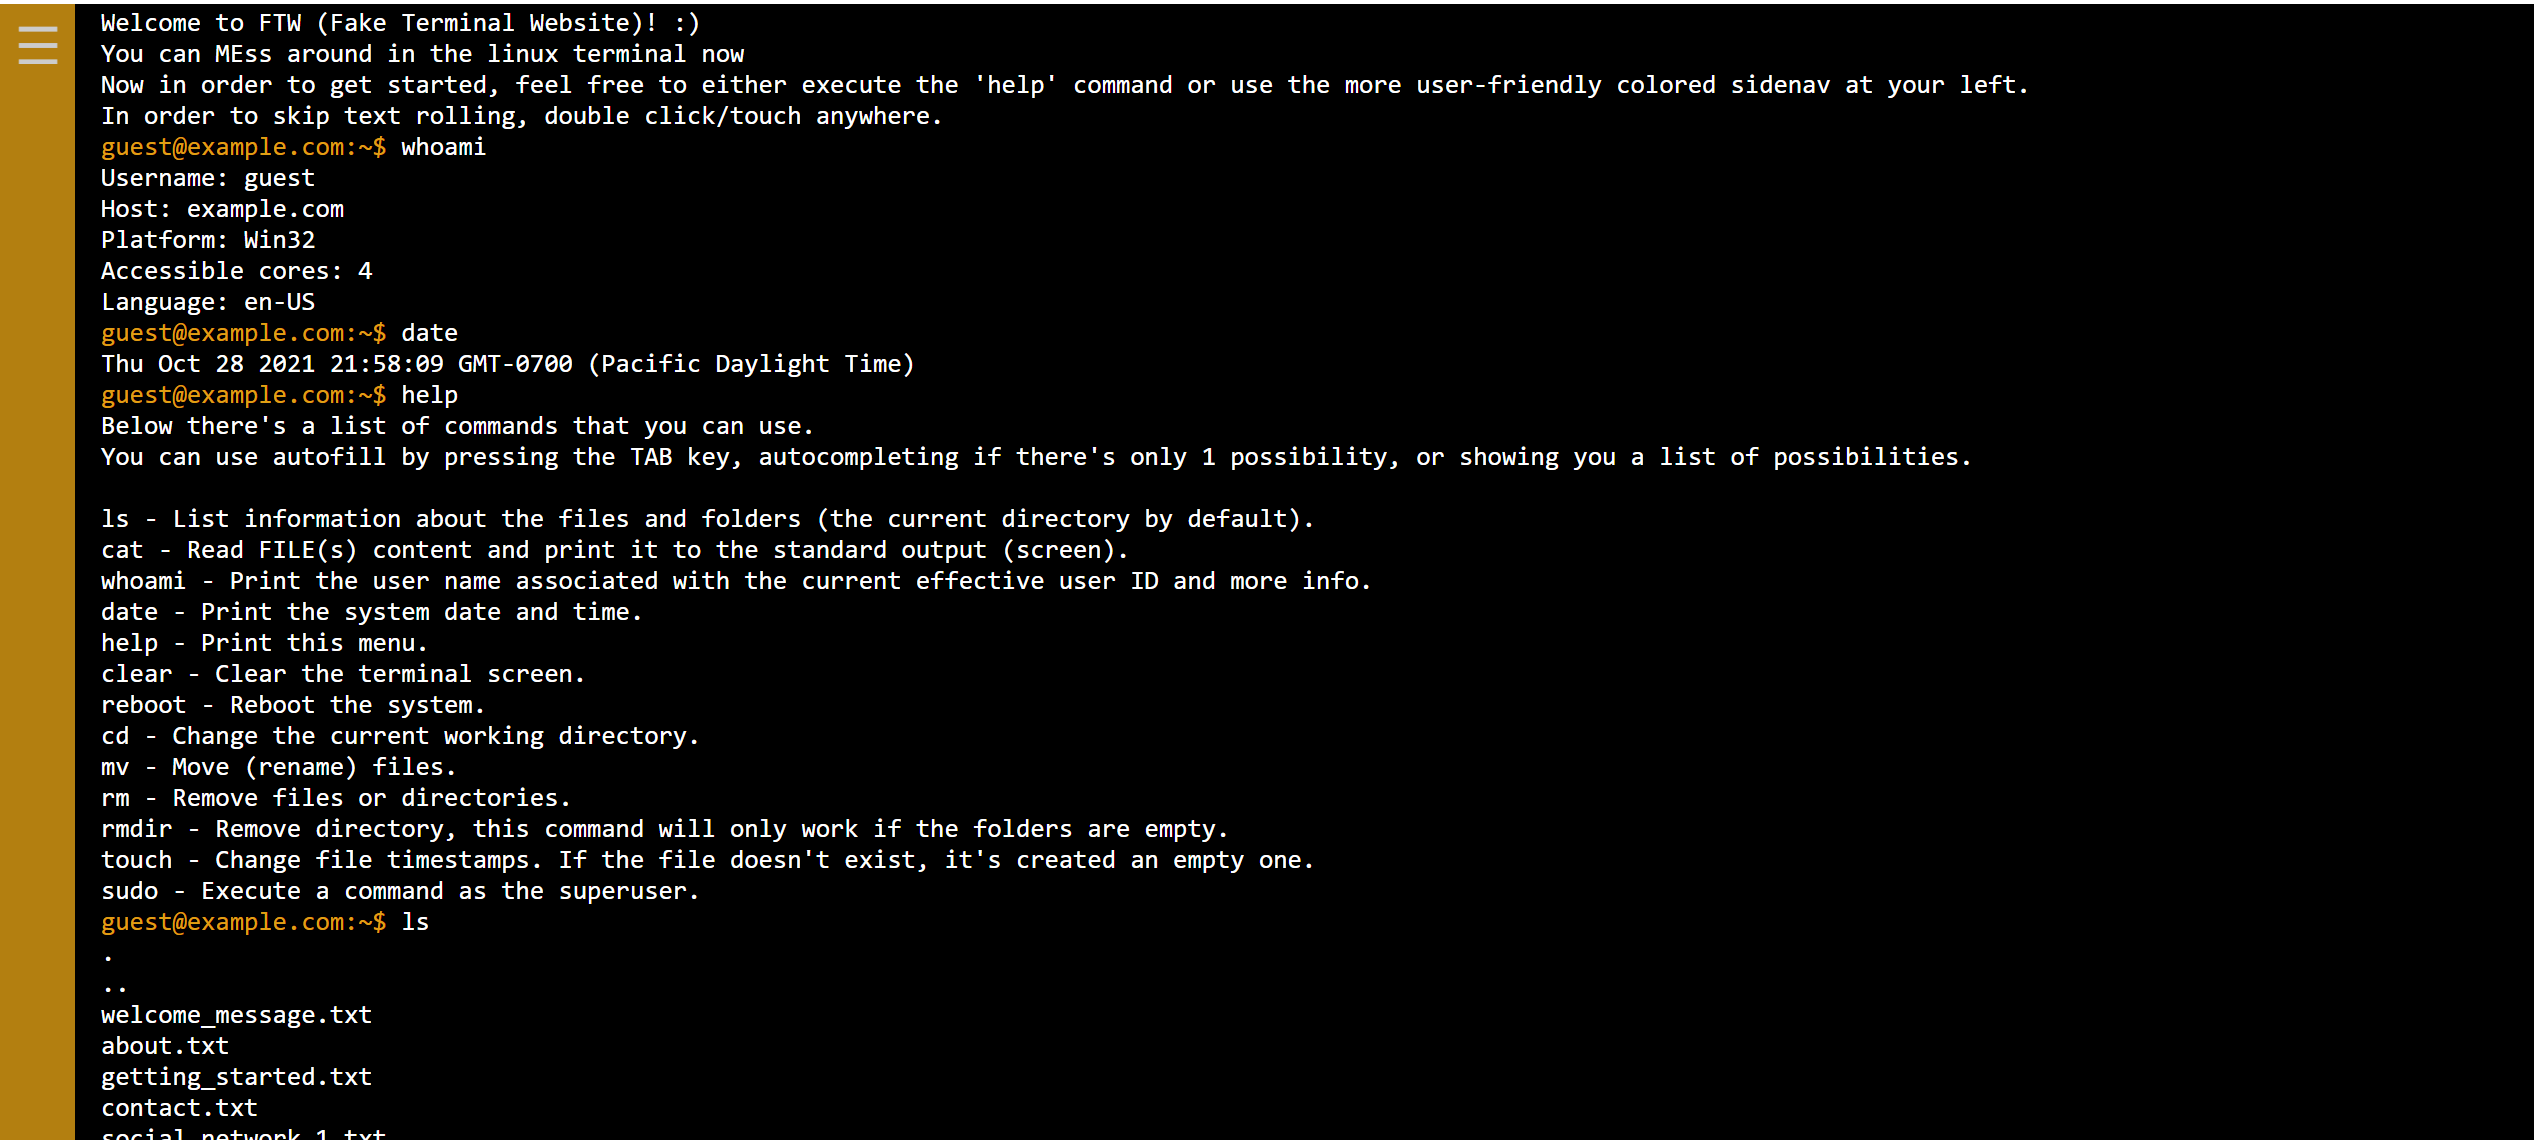 Welcome to FTW (Fake Terminal Website)! :)
You can MEss around in the linux terminal now
Now in order to get started, feel free to either execute the 'help' command or use the more user-friendly colored sidenav at your left.
In order to skip text rolling, double click/touch anywhere.
guest@example.com:~$ whoami
Username: guest
Host: example.com
Platform: Win32
Accessible cores: 4
Language: en-US
guest@example.com:~$ date
Thu Oct 28 2021 21:58:09 GMT-0700 (Pacific Daylight Time)
guest@example.com:~$ help
Below there's a list of commands that you can use.
You can use autofill by pressing the TAB key, autocompleting if there's only 1 possibility, or showing you a list of possibilities.

ls - List information about the files and folders (the current directory by default).
cat - Read FILE(s) content and print it to the standard output (screen).
whoami - Print the user name associated with the current effective user ID and more info.
date - Print the system date and time.
help - Print this menu.
clear - Clear the terminal screen.
reboot - Reboot the system.
cd - Change the current working directory.
mv - Move (rename) files.
rm - Remove files or directories.
rmdir - Remove directory, this command will only work if the folders are empty.
touch - Change file timestamps. If the file doesn't exist, it's created an empty one.
sudo - Execute a command as the superuser.
guest@example.com:~$ ls
.
..
welcome_message.txt
about.txt
getting_started.txt
contact.txt
social_network_1.txt